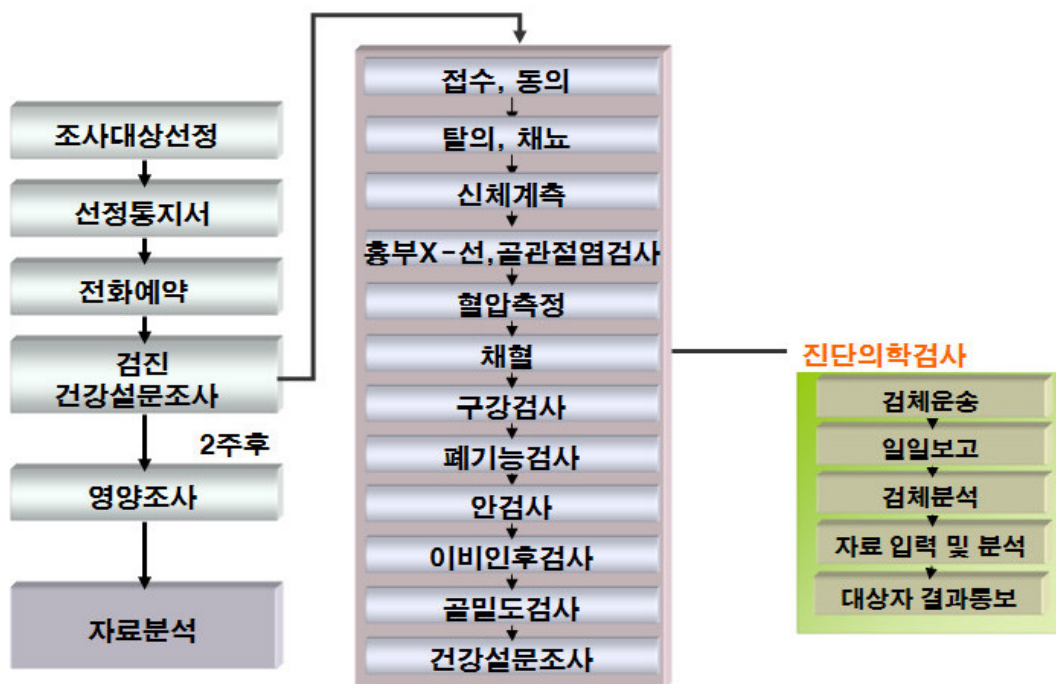 조사대상선정
선정통지서
전화예약
검진
건강설문조사
2주후
영양조사
자료분석
접수, 동의
탈의, 채뇨
신체계측
흉부X-선,골관절염검사
혈압측정
채혈
구강검사
폐기능검사
안검사
이비인후검사
골밀도검사
건강설문조사
진단의학검사
검체운송
일일보고
검체분석
자료 입력 및 분석
대상자 결과통보